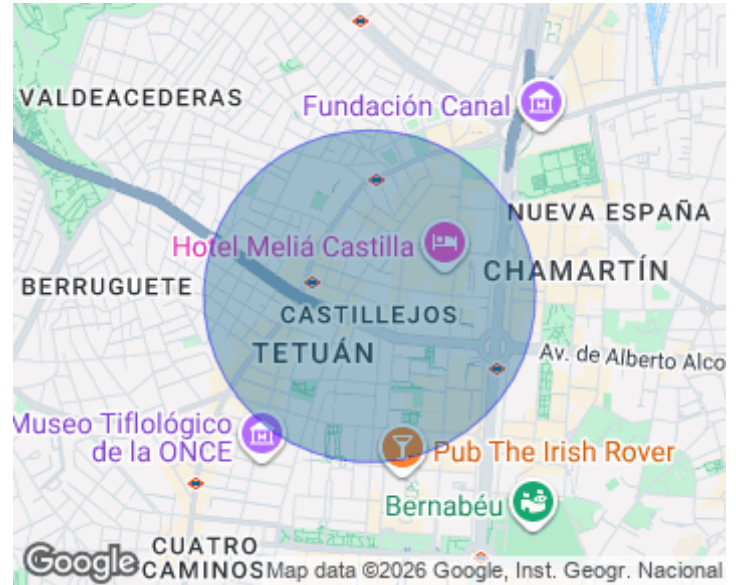 VALDEACEDERAS
Fundación Canal
NUEVA ESPAÑA
Hotel Meliá Castilla
CHAMARTÍN
BERRUGUETE
CASTILLEJOS
TETUÁN
Av. de Alberto Alco
Museo Tiflológico
de la ONCE
Pub The Irish Rover
Bernabéu
CUATRO
CAMINOS
Google
Map data ©2026 Google, Inst. Geogr. Nacional